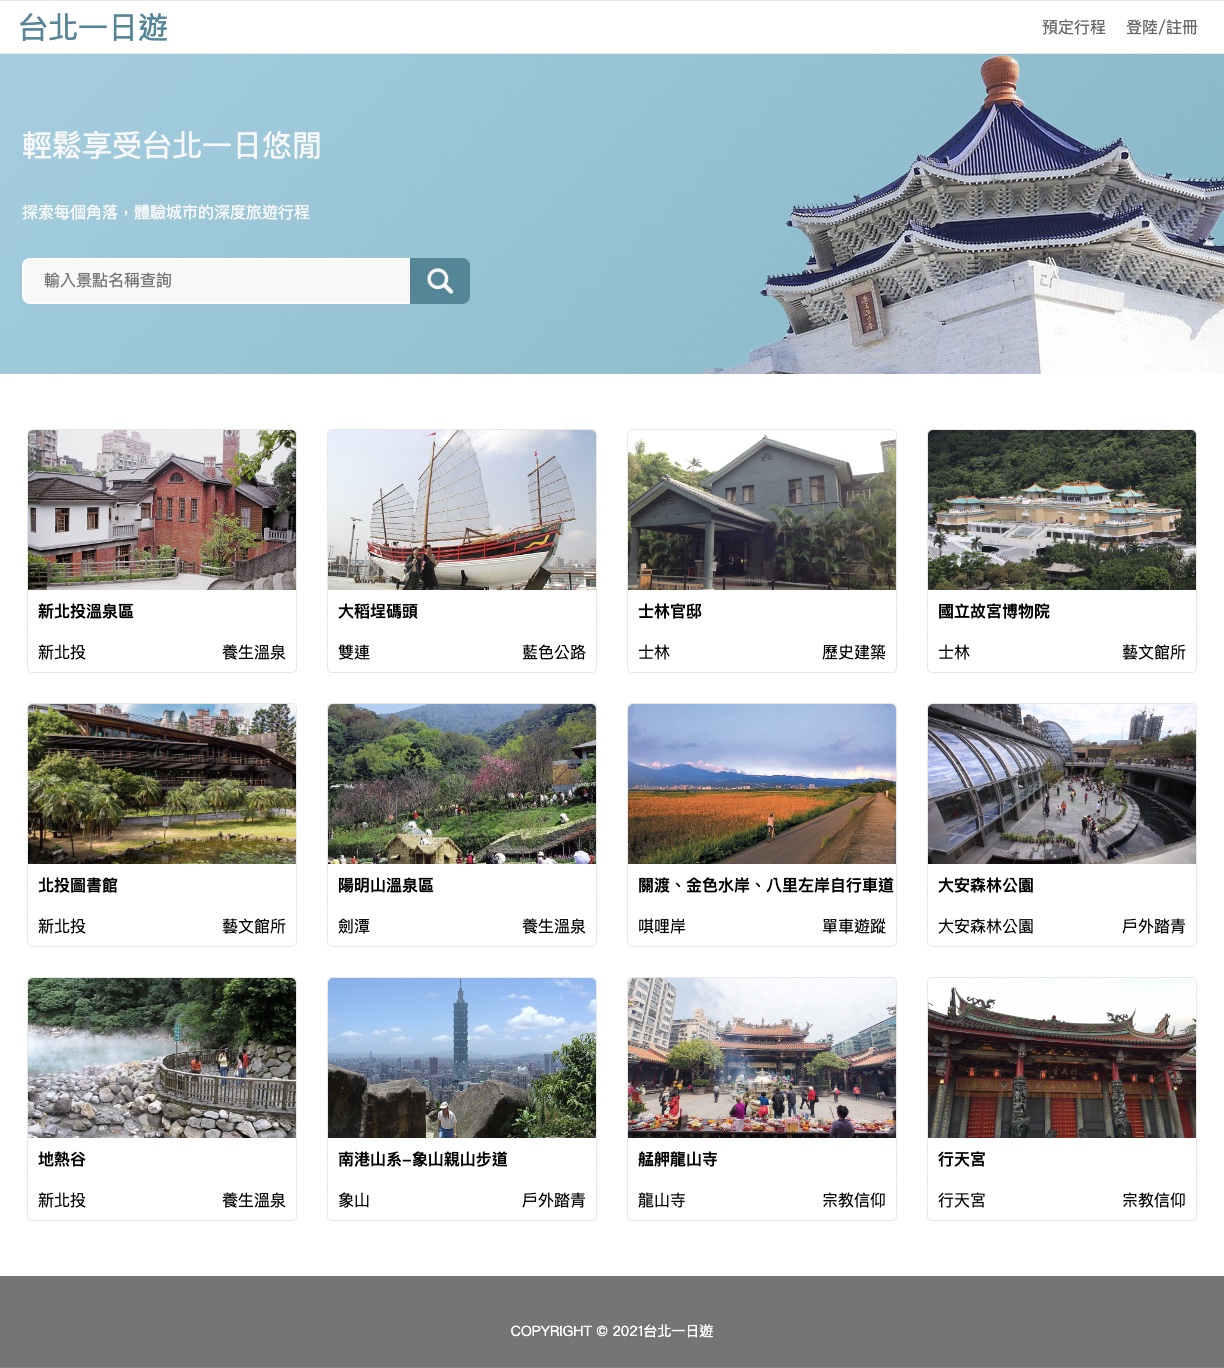 台北一日遊
預定行程 登陸/註冊
輕鬆享受台北一日悠閒
探索每個角落，體驗城市的深度旅遊行程
輸入景點名稱查詢
新北投溫泉區
新北投 養生溫泉
大稻埕碼頭
雙連 藍色公路
士林官邸
士林 歷史建築
國立故宮博物院
士林 藝文館所
北投圖書館
新北投 藝文館所
陽明山溫泉區
劍潭 養生溫泉
關渡、金色水岸、八里左岸自行車道
唭哩岸 單車遊蹤
大安森林公園
大安森林公園 戶外踏青
地熱谷
新北投 養生溫泉
南港山系-象山親山步道
象山 戶外踏青
艋舺龍山寺
龍山寺 宗教信仰
行天宮
行天宮 宗教信仰
COPYRIGHT © 2021台北一日遊